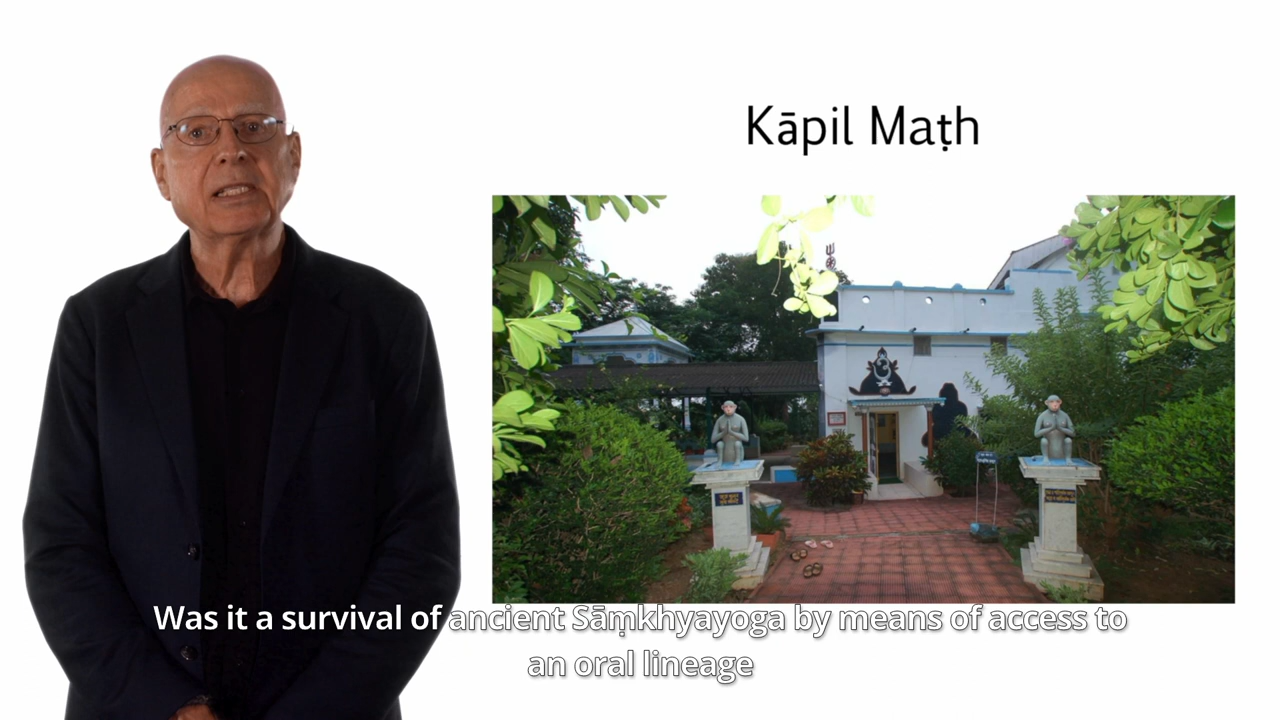 Kāpil Maṭh
Was it a survival of ancient Sāṃkhyayoga by means of access to
an oral lineage